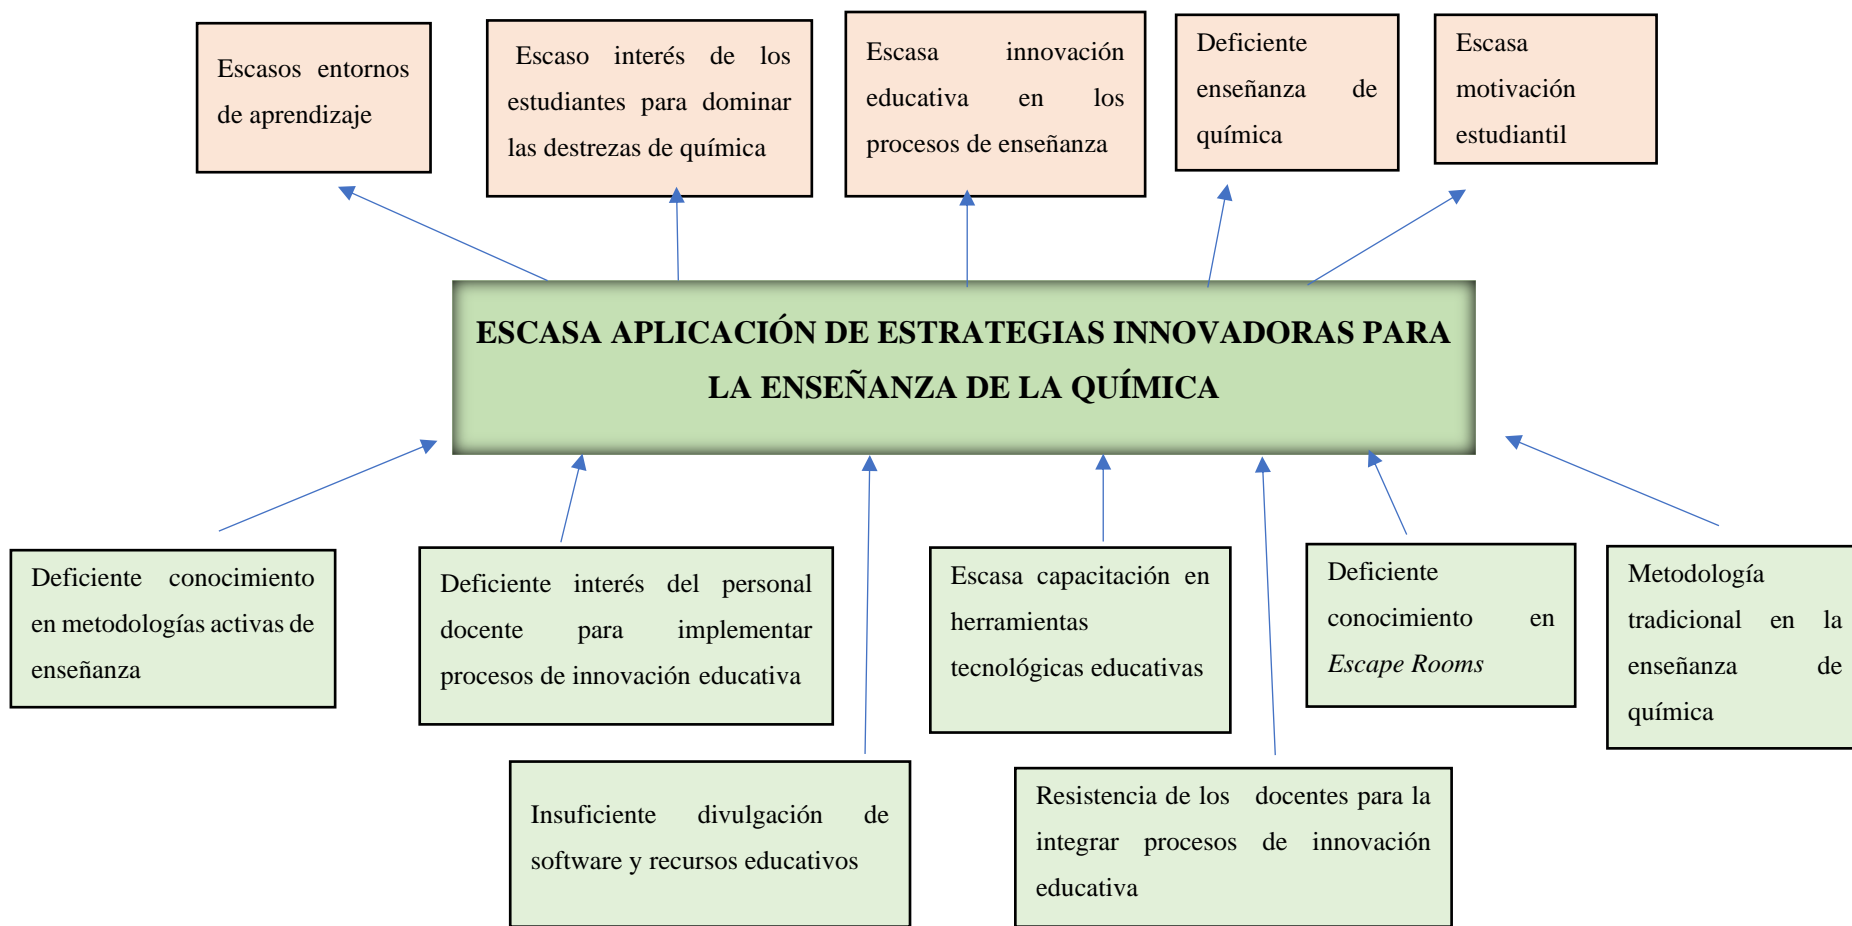 Escasos entornos
de aprendizaje
Escaso interés de los
estudiantes para dominar
las destrezas de química
Escasa innovación
educativa en los
procesos de enseñanza
Deficiente
enseñanza de
química
Escasa
motivación
estudiantil
ESCASA APLICACIÓN DE ESTRATEGIAS INNOVADORAS PARA
LA ENSEÑANZA DE LA QUÍMICA
Deficiente conocimiento
en metodologías activas de
enseñanza
Deficiente interés del personal
docente para implementar
procesos de innovación educativa
Escasa capacitación en
herramientas
tecnológicas educativas
Deficiente
conocimiento en
Escape Rooms
Metodología
tradicional en la
enseñanza de
química
Insuficiente divulgación de
software y recursos educativos
Resistencia de los docentes para la
integrar procesos de innovación
educativa